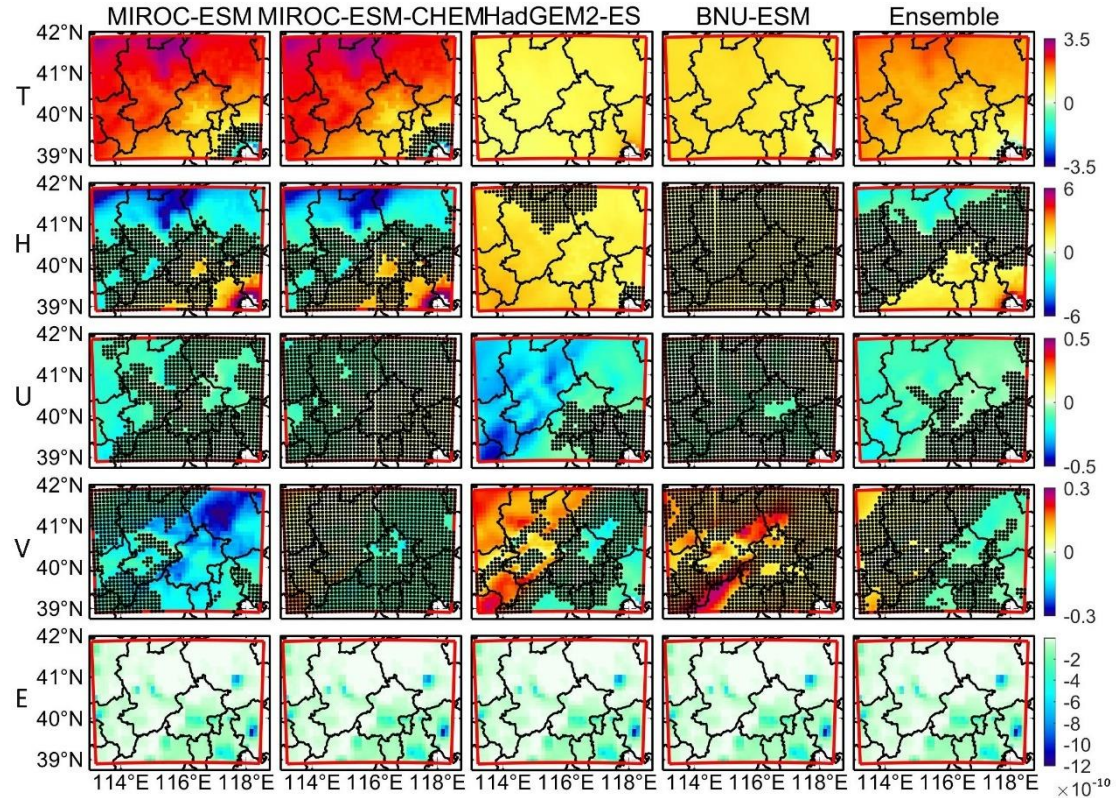 MIROC-ESM MIROC-ESM-CHEM HadGEM2-ES BNU-ESM Ensemble
T
42°N
41°N
40°N
39°N
3.5
0
-3.5
H
42°N
41°N
40°N
39°N
6
0
-6
U
42°N
41°N
40°N
39°N
0.5
0
-0.5
V
42°N
41°N
40°N
39°N
0.3
0
-0.3
E
42°N
41°N
40°N
39°N
-2
-4
-6
-8
-10
-12
114°E 116°E 118°E 114°E 116°E 118°E 114°E 116°E 118°E 114°E 116°E 118°E 114°E 116°E 118°E
×10⁻¹⁰